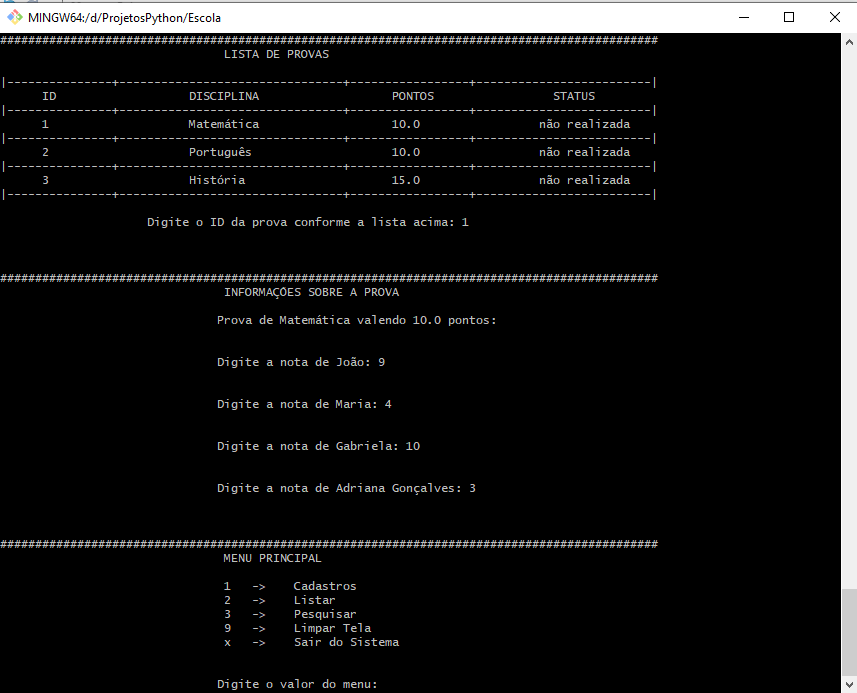 MINGW64:/d/ProjetosPython/Escola
##############################################################################################
LISTA DE PROVAS
|---------------+--------------------------------+-----------------+-------------------------|
ID DISCIPLINA PONTOS STATUS
|---------------+--------------------------------+-----------------+-------------------------|
1 Matemática 10.0 não realizada
|---------------+--------------------------------+-----------------+-------------------------|
2 Português 10.0 não realizada
|---------------+--------------------------------+-----------------+-------------------------|
3 História 15.0 não realizada
|---------------+--------------------------------+-----------------+-------------------------|
Digite o ID da prova conforme a lista acima: 1
##############################################################################################
INFORMAÇÕES SOBRE A PROVA
Prova de Matemática valendo 10.0 pontos:
Digite a nota de João: 9
Digite a nota de Maria: 4
Digite a nota de Gabriela: 10
Digite a nota de Adriana Gonçalves: 3
##############################################################################################
MENU PRINCIPAL
1 -> Cadastros
2 -> Listar
3 -> Pesquisar
9 -> Limpar Tela
x -> Sair do Sistema
Digite o valor do menu: